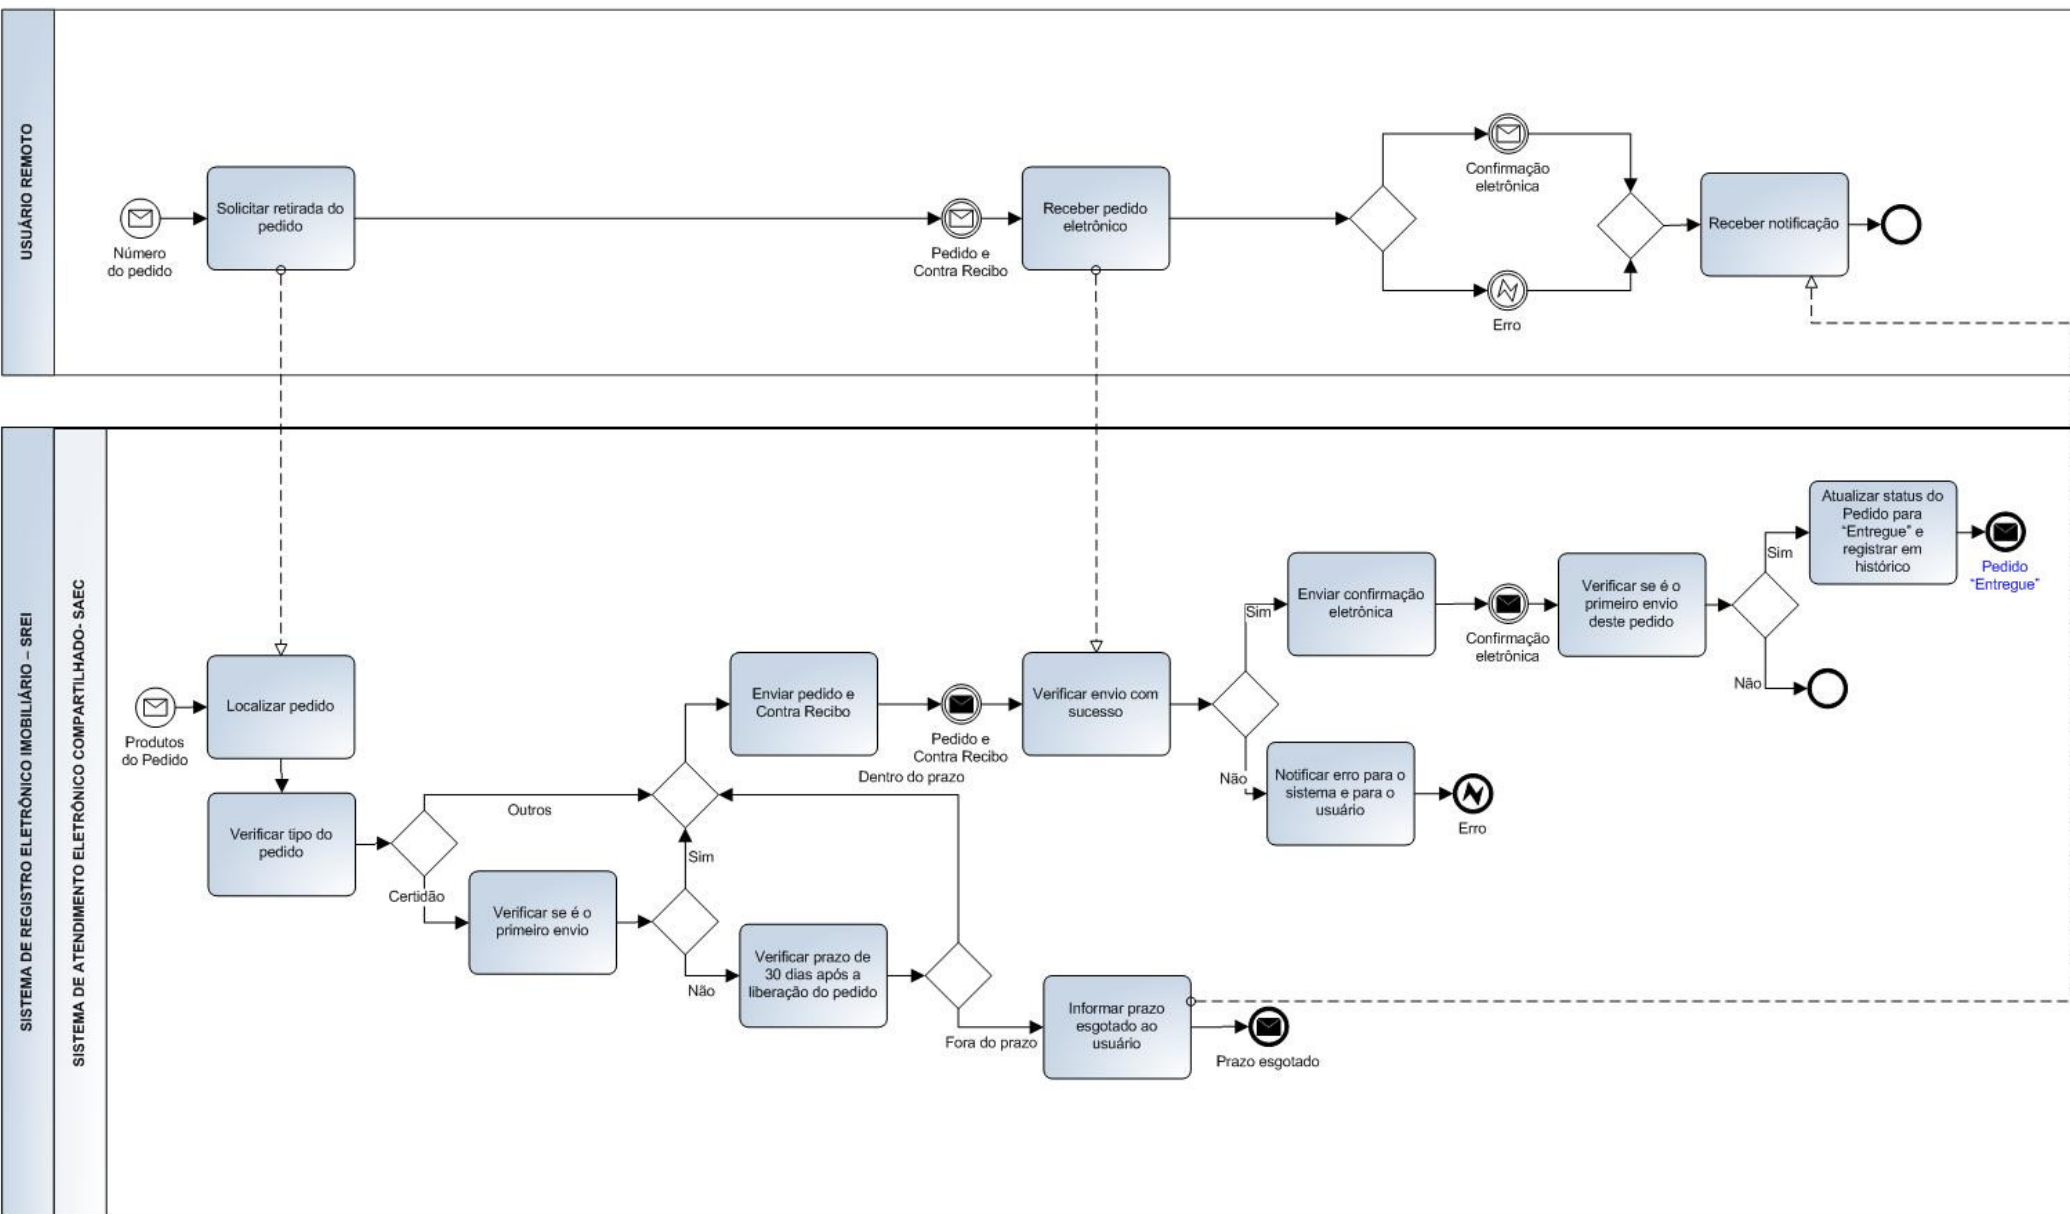 USUÁRIO REMOTO
Número
do pedido
Solicitar retirada do
pedido
Pedido e
Contra Recibo
Receber pedido
eletrônico
Confirmação
eletrônica
Erro
Receber notificação
SISTEMA DE REGISTRO ELETRÔNICO IMOBILIÁRIO – SREI
SISTEMA DE ATENDIMENTO ELETRÔNICO COMPARTILHADO- SAEC
Produtos
do Pedido
Localizar pedido
Verificar tipo do
pedido
Outros
Certidão
Verificar se é o
primeiro envio
Sim
Não
Verificar prazo de
30 dias após a
liberação do pedido
Dentro do prazo
Fora do prazo
Informar prazo
esgotado ao
usuário
Prazo esgotado
Enviar pedido e
Contra Recibo
Pedido e
Contra Recibo
Verificar envio com
sucesso
Sim
Não
Enviar confirmação
eletrônica
Confirmação
eletrônica
Notificar erro para o
sistema e para o
usuário
Erro
Verificar se é o
primeiro envio
deste pedido
Sim
Não
Atualizar status do
Pedido para
“Entregue” e
registrar em
histórico
Pedido
“Entregue”